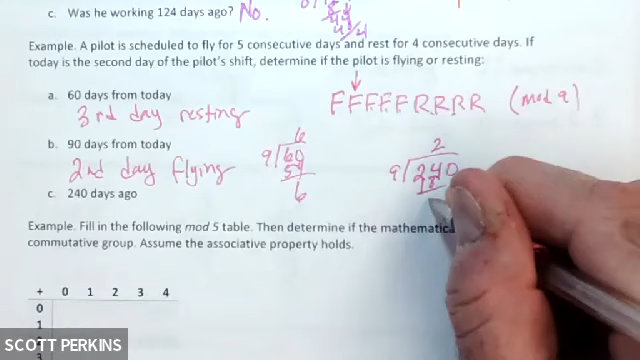 c. Was he working 124 days ago? No.
Example. A pilot is scheduled to fly for 5 consecutive days and rest for 4 consecutive days. If
today is the second day of the pilot's shift, determine if the pilot is flying or resting:
a. 60 days from today
3rd day resting
FFFFFRRRR (mod 9)
b. 90 days from today
2nd day flying
6
9 60
54
6
2
9 240
18
c. 240 days ago
Example. Fill in the following mod 5 table. Then determine if the
commutative group. Assume the associative property holds.
+ 0 1 2 3 4
0
1
2
3
SCOTT PERKINS